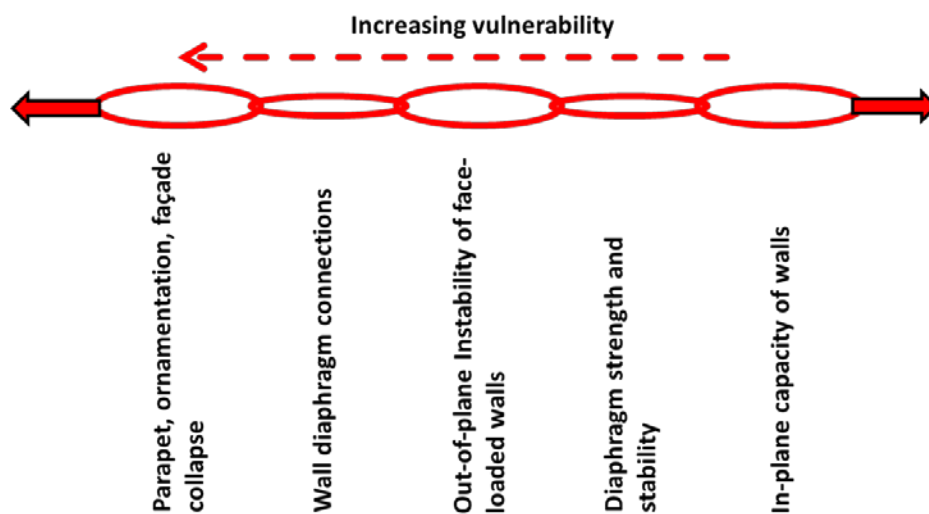 Increasing vulnerability
Parapet, ornamentation, façade
collapse
Wall diaphragm connections
Out-of-plane Instability of face-
loaded walls
Diaphragm strength and
stability
In-plane capacity of walls